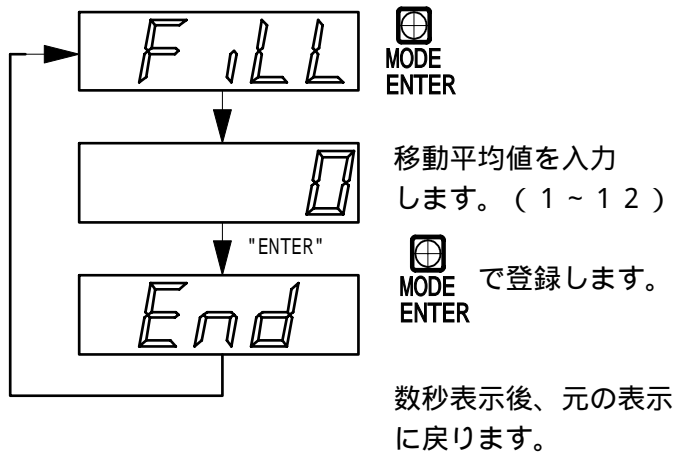 FiLL
MODE
ENTER
0
移動平均値を入力
します。(1~12)
"ENTER"
End
MODE
ENTER
で登録します。
数秒表示後、元の表示
に戻ります。